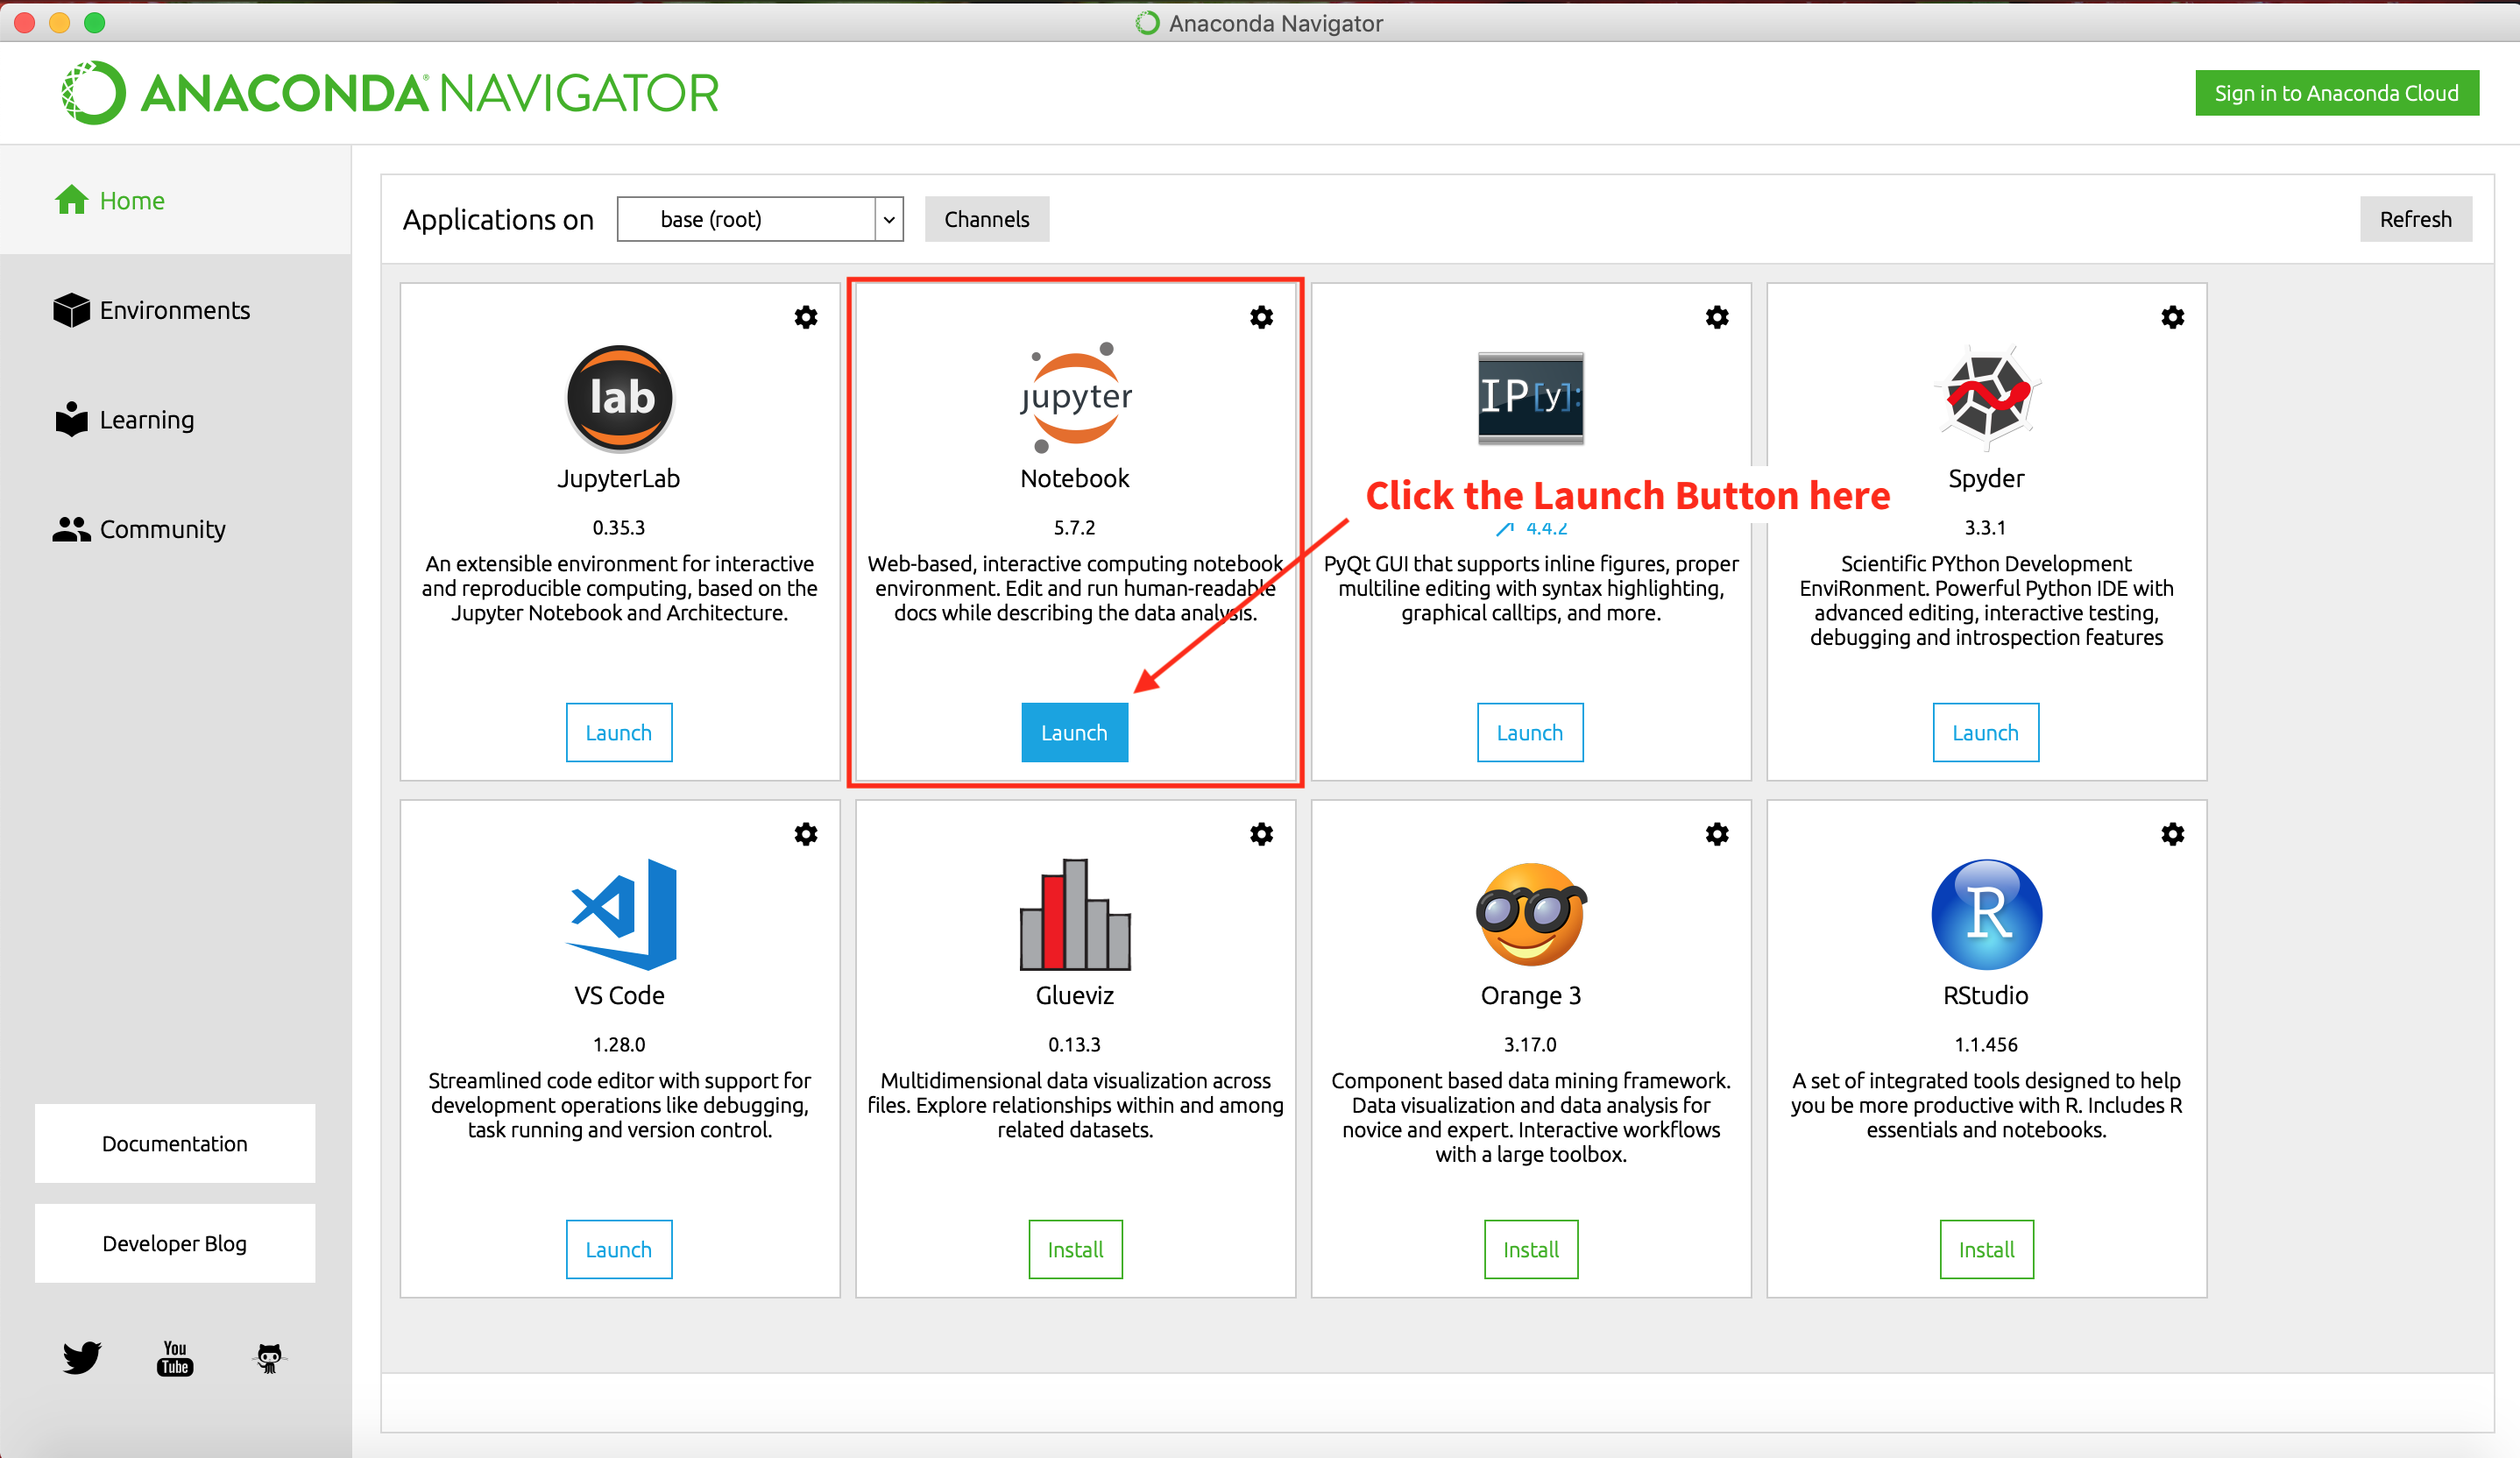 Anaconda Navigator
ANACONDA® NAVIGATOR
Sign in to Anaconda Cloud
Home
Environments
Learning
Community
Documentation
Developer Blog
You
Tube
Applications on
base (root)
Channels
Refresh
lab
JupyterLab
0.35.3
An extensible environment for interactive
and reproducible computing, based on the
Jupyter Notebook and Architecture.
Launch
jupyter
Notebook
5.7.2
Web-based, interactive computing notebook
environment. Edit and run human-readable
docs while describing the data analysis.
Launch
IP[y]:
Click the Launch Button here
4.4.2
PyQt GUI that supports inline figures, proper
multiline editing with syntax highlighting,
graphical calltips, and more.
Launch
Spyder
3.3.1
Scientific PYthon Development
EnviRonment. Powerful Python IDE with
advanced editing, interactive testing,
debugging and introspection features
Launch
VS Code
1.28.0
Streamlined code editor with support for
development operations like debugging,
task running and version control.
Launch
Glueviz
0.13.3
Multidimensional data visualization across
files. Explore relationships within and among
related datasets.
Install
Orange 3
3.17.0
Component based data mining framework.
Data visualization and data analysis for
novice and expert. Interactive workflows
with a large toolbox.
Install
R
RStudio
1.1.456
A set of integrated tools designed to help
you be more productive with R. Includes R
essentials and notebooks.
Install